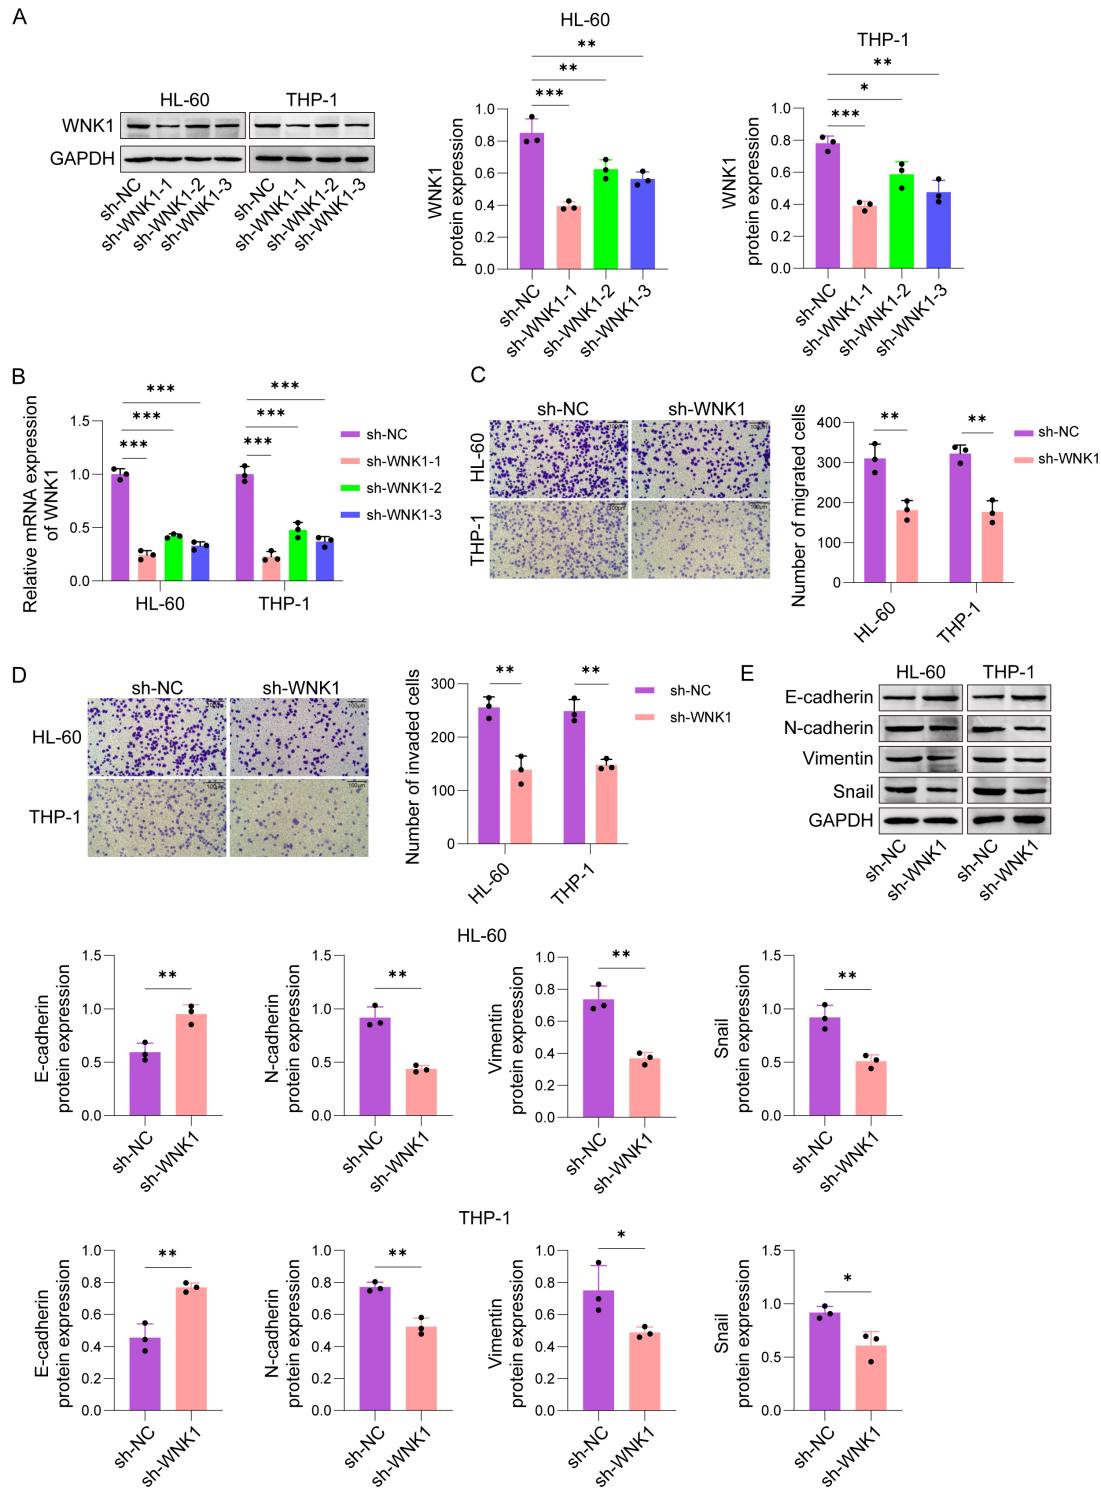 A
HL-60
THP-1
WNK1
GAPDH
sh-NC
sh-WNK1-1
sh-WNK1-2
sh-WNK1-3
sh-NC
sh-WNK1-1
sh-WNK1-2
sh-WNK1-3
HL-60
**
**
***
WNK1
protein expression
1.0
0.8
0.6
0.4
0.2
0.0
sh-NC
sh-WNK1-1
sh-WNK1-2
sh-WNK1-3
THP-1
**
*
***
WNK1
protein expression
1.0
0.8
0.6
0.4
0.2
0.0
sh-NC
sh-WNK1-1
sh-WNK1-2
sh-WNK1-3
B
Relative mRNA expression
of WNK1
1.5
1.0
0.5
0.0
***
***
***
***
***
***
HL-60
THP-1
sh-NC
sh-WNK1-1
sh-WNK1-2
sh-WNK1-3
C
sh-NC
sh-WNK1
HL-60
THP-1
100μm
100μm
100μm
100μm
Number of migrated cells
400
300
200
100
0
**
**
HL-60
THP-1
sh-NC
sh-WNK1
D
sh-NC
sh-WNK1
HL-60
THP-1
100μm
100μm
100μm
100μm
Number of invaded cells
300
200
100
0
**
**
HL-60
THP-1
sh-NC
sh-WNK1
E
HL-60
THP-1
E-cadherin
N-cadherin
Vimentin
Snail
GAPDH
sh-NC
sh-WNK1
sh-NC
sh-WNK1
HL-60
E-cadherin
protein expression
1.5
1.0
0.5
0.0
**
sh-NC
sh-WNK1
N-cadherin
protein expression
1.5
1.0
0.5
0.0
**
sh-NC
sh-WNK1
Vimentin
protein expression
1.0
0.8
0.6
0.4
0.2
0.0
**
sh-NC
sh-WNK1
Snail
protein expression
1.5
1.0
0.5
0.0
**
sh-NC
sh-WNK1
THP-1
E-cadherin
protein expression
1.0
0.8
0.6
0.4
0.2
0.0
**
sh-NC
sh-WNK1
N-cadherin
protein expression
1.0
0.8
0.6
0.4
0.2
0.0
**
sh-NC
sh-WNK1
Vimentin
protein expression
1.0
0.8
0.6
0.4
0.2
0.0
*
sh-NC
sh-WNK1
Snail
protein expression
1.5
1.0
0.5
0.0
*
sh-NC
sh-WNK1